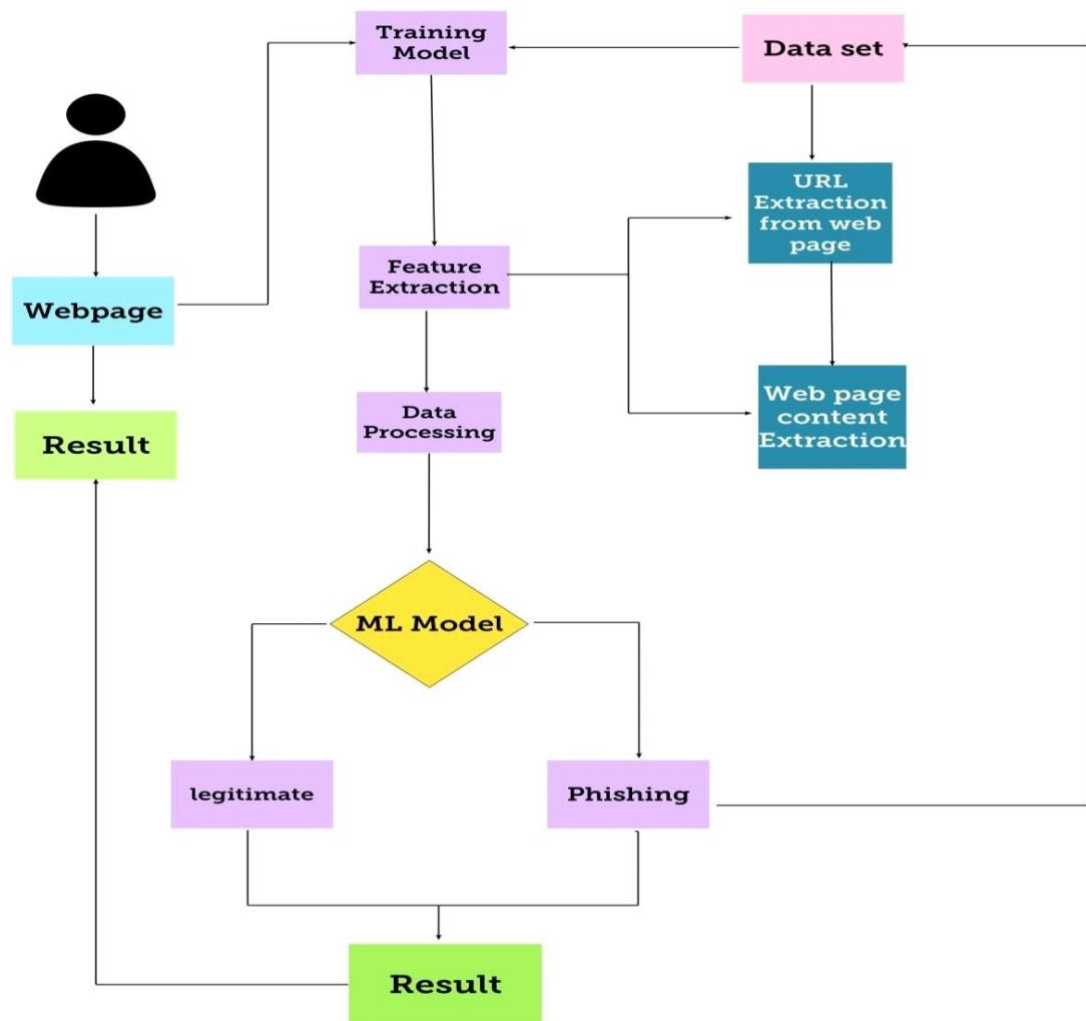 Training
Model
Data set
URL
Extraction
from web
page
Feature
Extraction
Webpage
Web page
content
Extraction
Data
Processing
Result
ML Model
legitimate
Phishing
Result